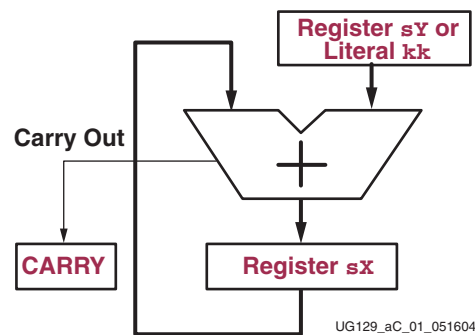 Register sY or
Literal kk
Carry Out
+
CARRY
Register sX
UG129_aC_01_051604